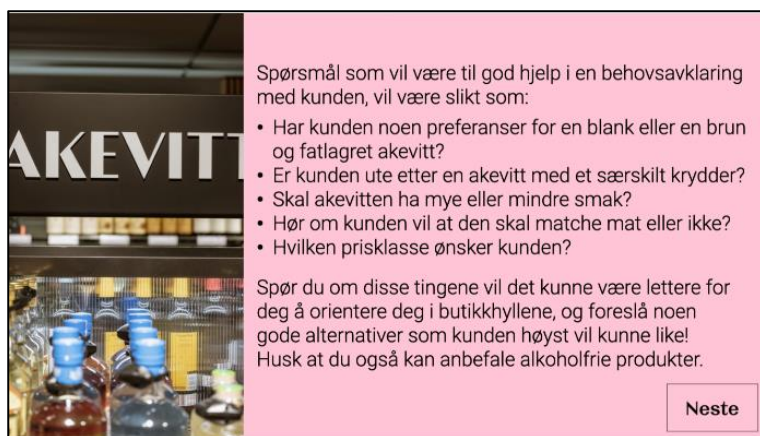 AKEVITT
Spørsmål som vil være til god hjelp i en behovsavklaring
med kunden, vil være slikt som:
• Har kunden noen preferanser for en blank eller en brun
og fatlagret akevitt?
• Er kunden ute etter en akevitt med et særskilt krydder?
• Skal akevitten ha mye eller mindre smak?
• Hør om kunden vil at den skal matche mat eller ikke?
• Hvilken prisklasse ønsker kunden?
Spør du om disse tingene vil det kunne være lettere for
deg å orientere deg i butikkhyllene, og foreslå noen
gode alternativer som kunden høyst vil kunne like!
Husk at du også kan anbefale alkoholfrie produkter.
Neste